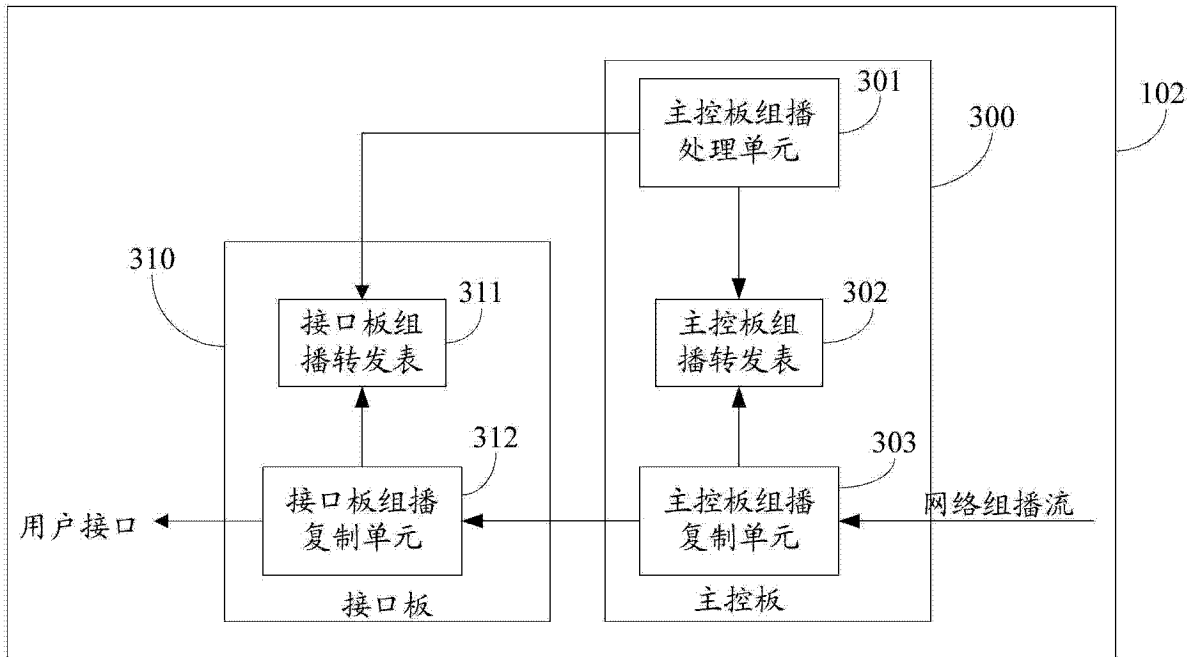 301
主控板组播
处理单元
300
102
310
311
接口板组
播转发表
302
主控板组
播转发表
312
接口板组播
复制单元
303
主控板组播
复制单元
网络组播流
用户接口
接口板
主控板